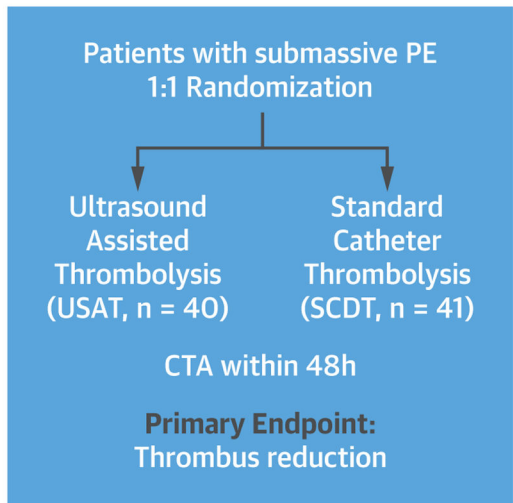 Patients with submassive PE
1:1 Randomization
Ultrasound
Assisted
Thrombolysis
(USAT, n = 40)
Standard
Catheter
Thrombolysis
(SCDT, n = 41)
CTA within 48h
Primary Endpoint:
Thrombus reduction